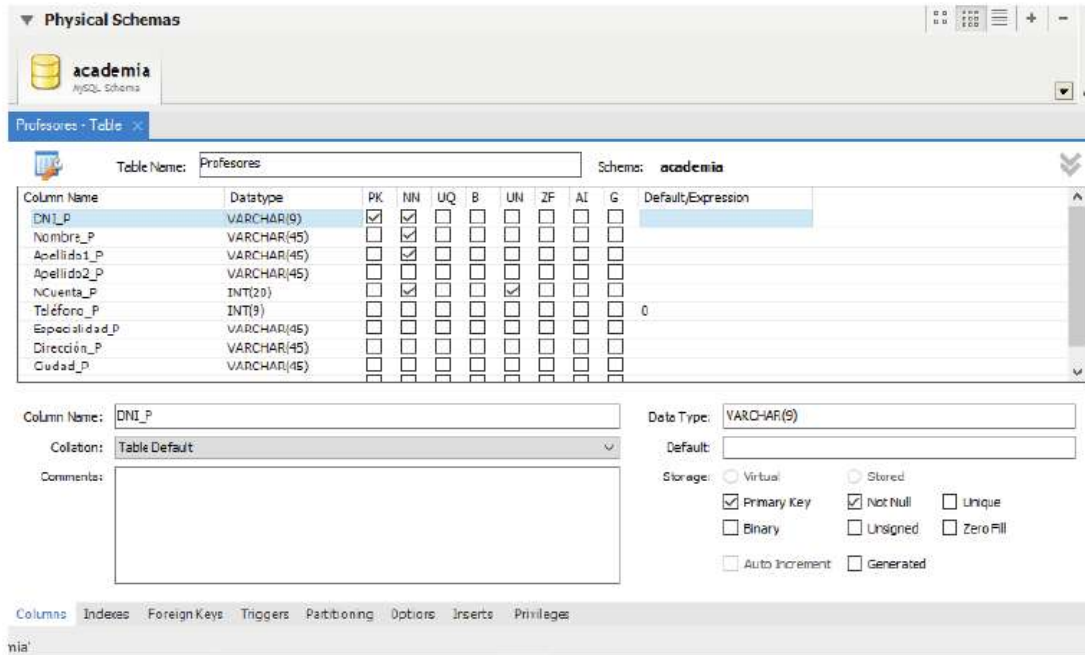 Physical Schemas
academia
MySQL Schema
Profesores - Table
Table Name: Profesores Schema: academia
Column Name Datatype PK NN UQ B UN ZF AI G Default/Expression
DNI_P VARCHAR(9)
Nombre_P VARCHAR(45)
Apellido1_P VARCHAR(45)
Apellido2_P VARCHAR(45)
NCuenta_P INT(20)
Teléfono_P INT(9) 0
Especialidad_P VARCHAR(45)
Dirección_P VARCHAR(45)
Ciudad_P VARCHAR(45)
Column Name: DNI_P Data Type: VARCHAR(9)
Collation: Table Default Default:
Comments: Storage: Virtual Stored
Primary Key Not Null Unique
Binary Unsigned Zero Fill
Auto Increment Generated
Columns Indexes Foreign Keys Triggers Partitioning Options Inserts Privileges
mia'